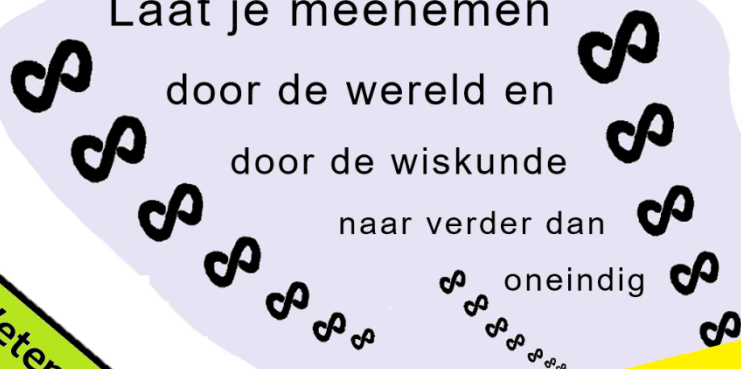 Laat je meenemen
door de wereld en
door de wiskunde
naar verder dan
oneindig